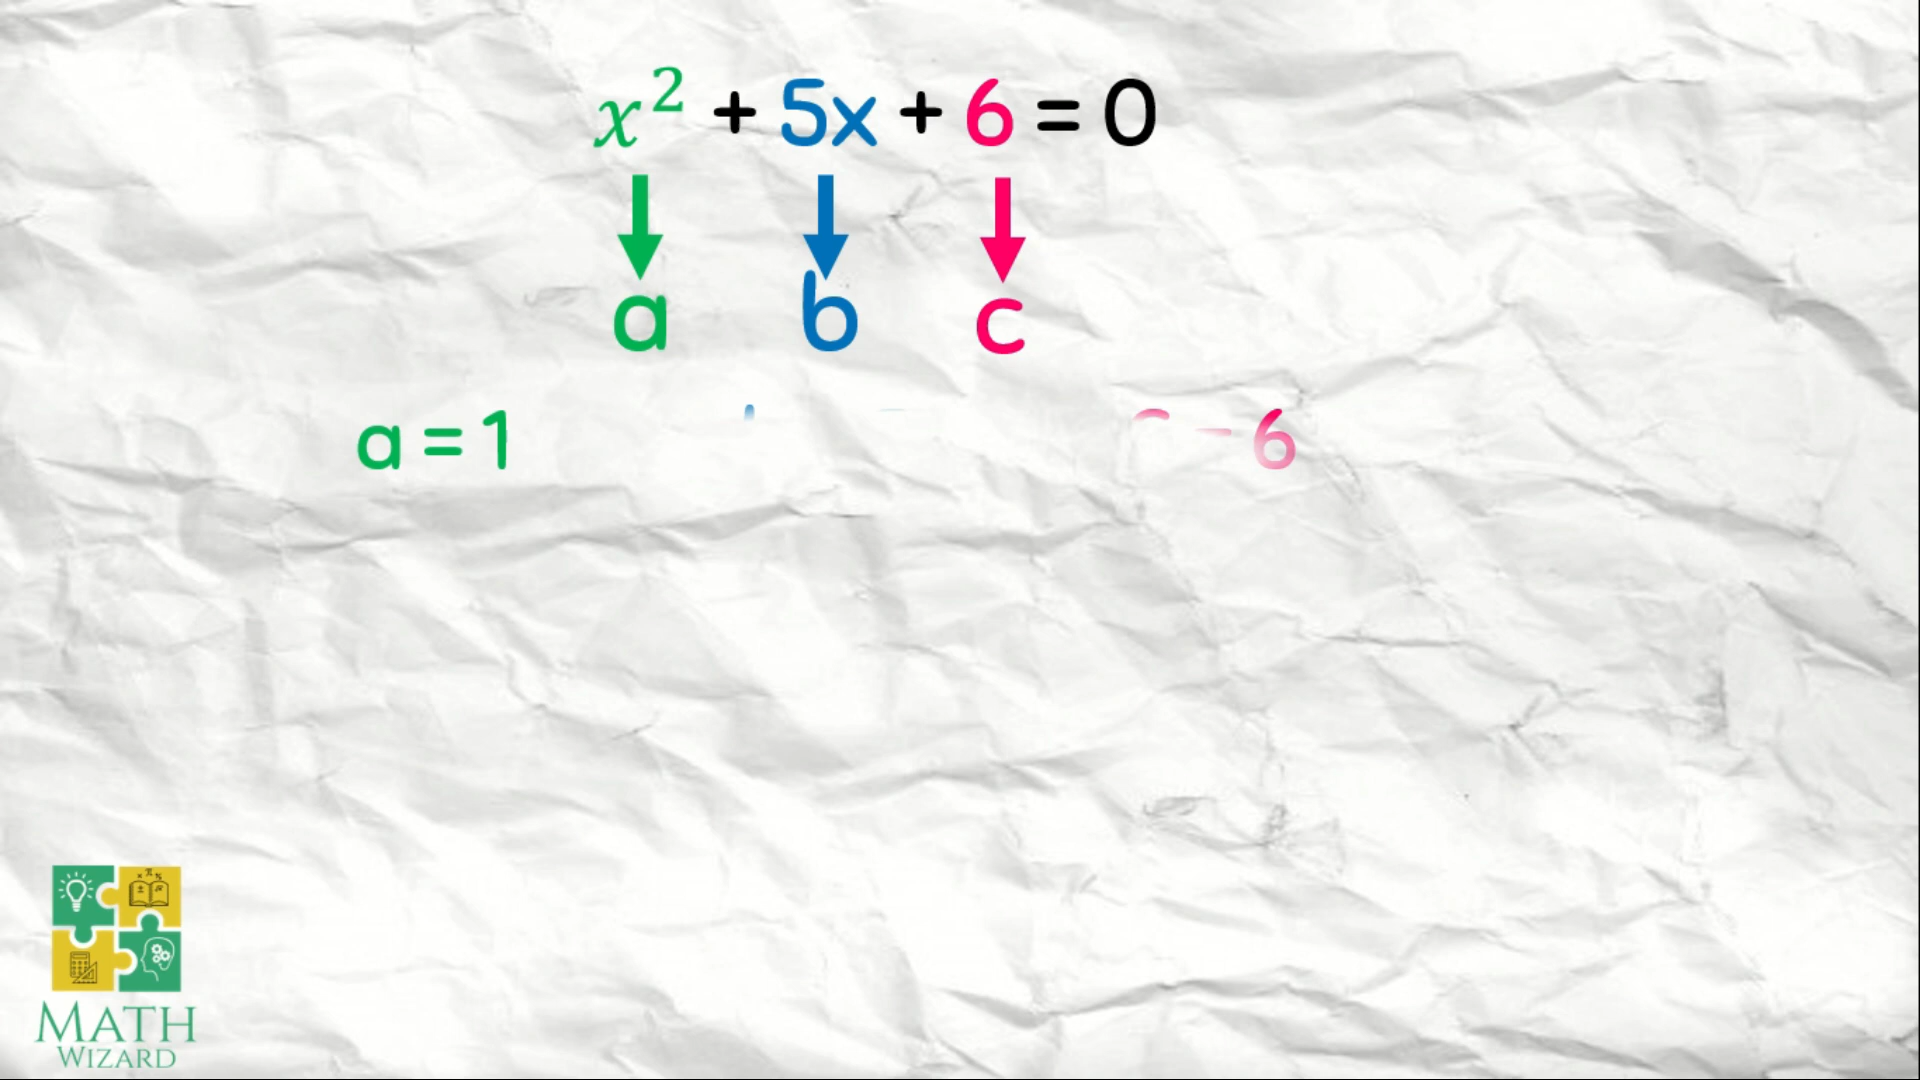 x² + 5x + 6 = 0
a b c
a = 1
6
MATH
WIZARD